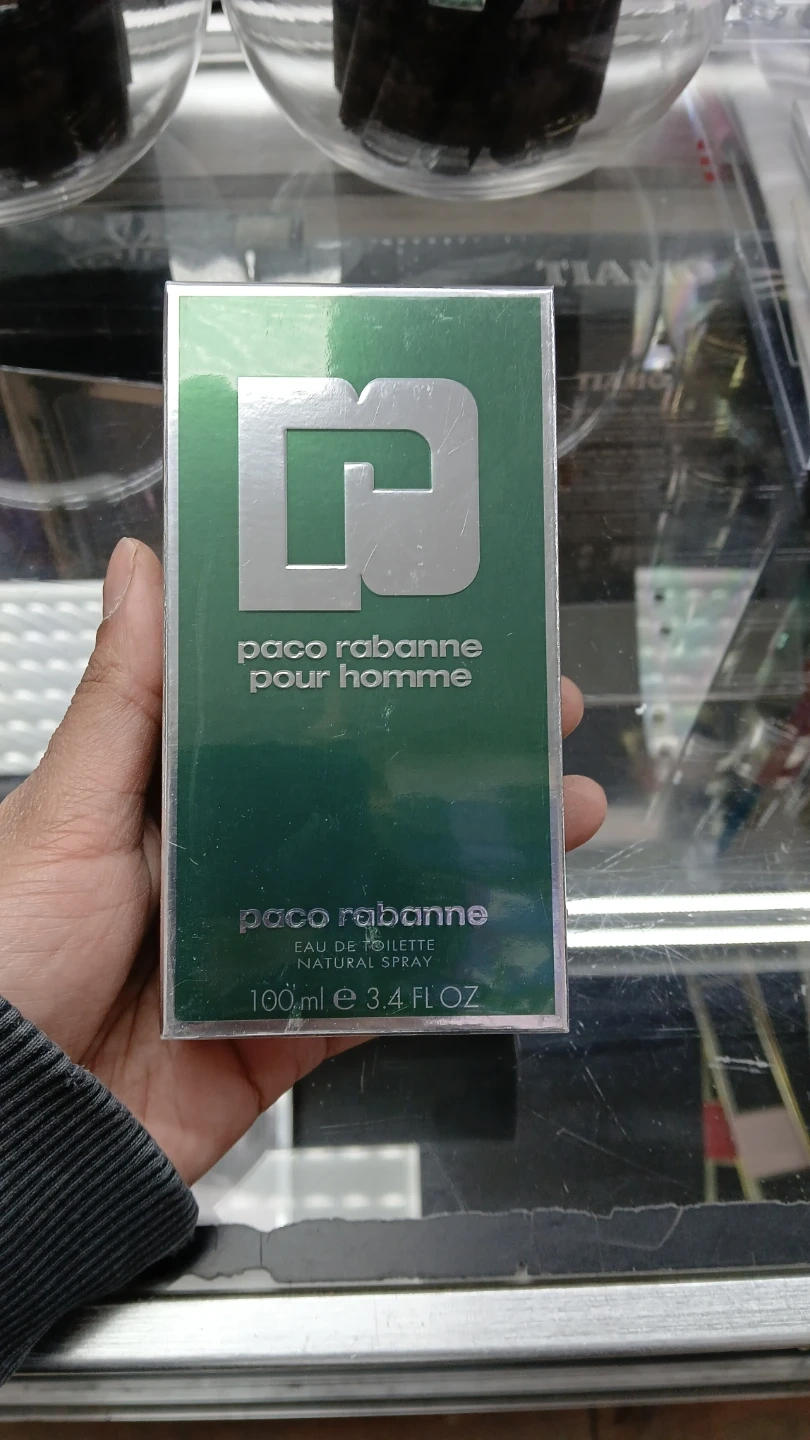 paco rabanne
pour homme
paco rabanne
EAU DE TOILETTE
NATURAL SPRAY
100 ml e 3.4 FL OZ